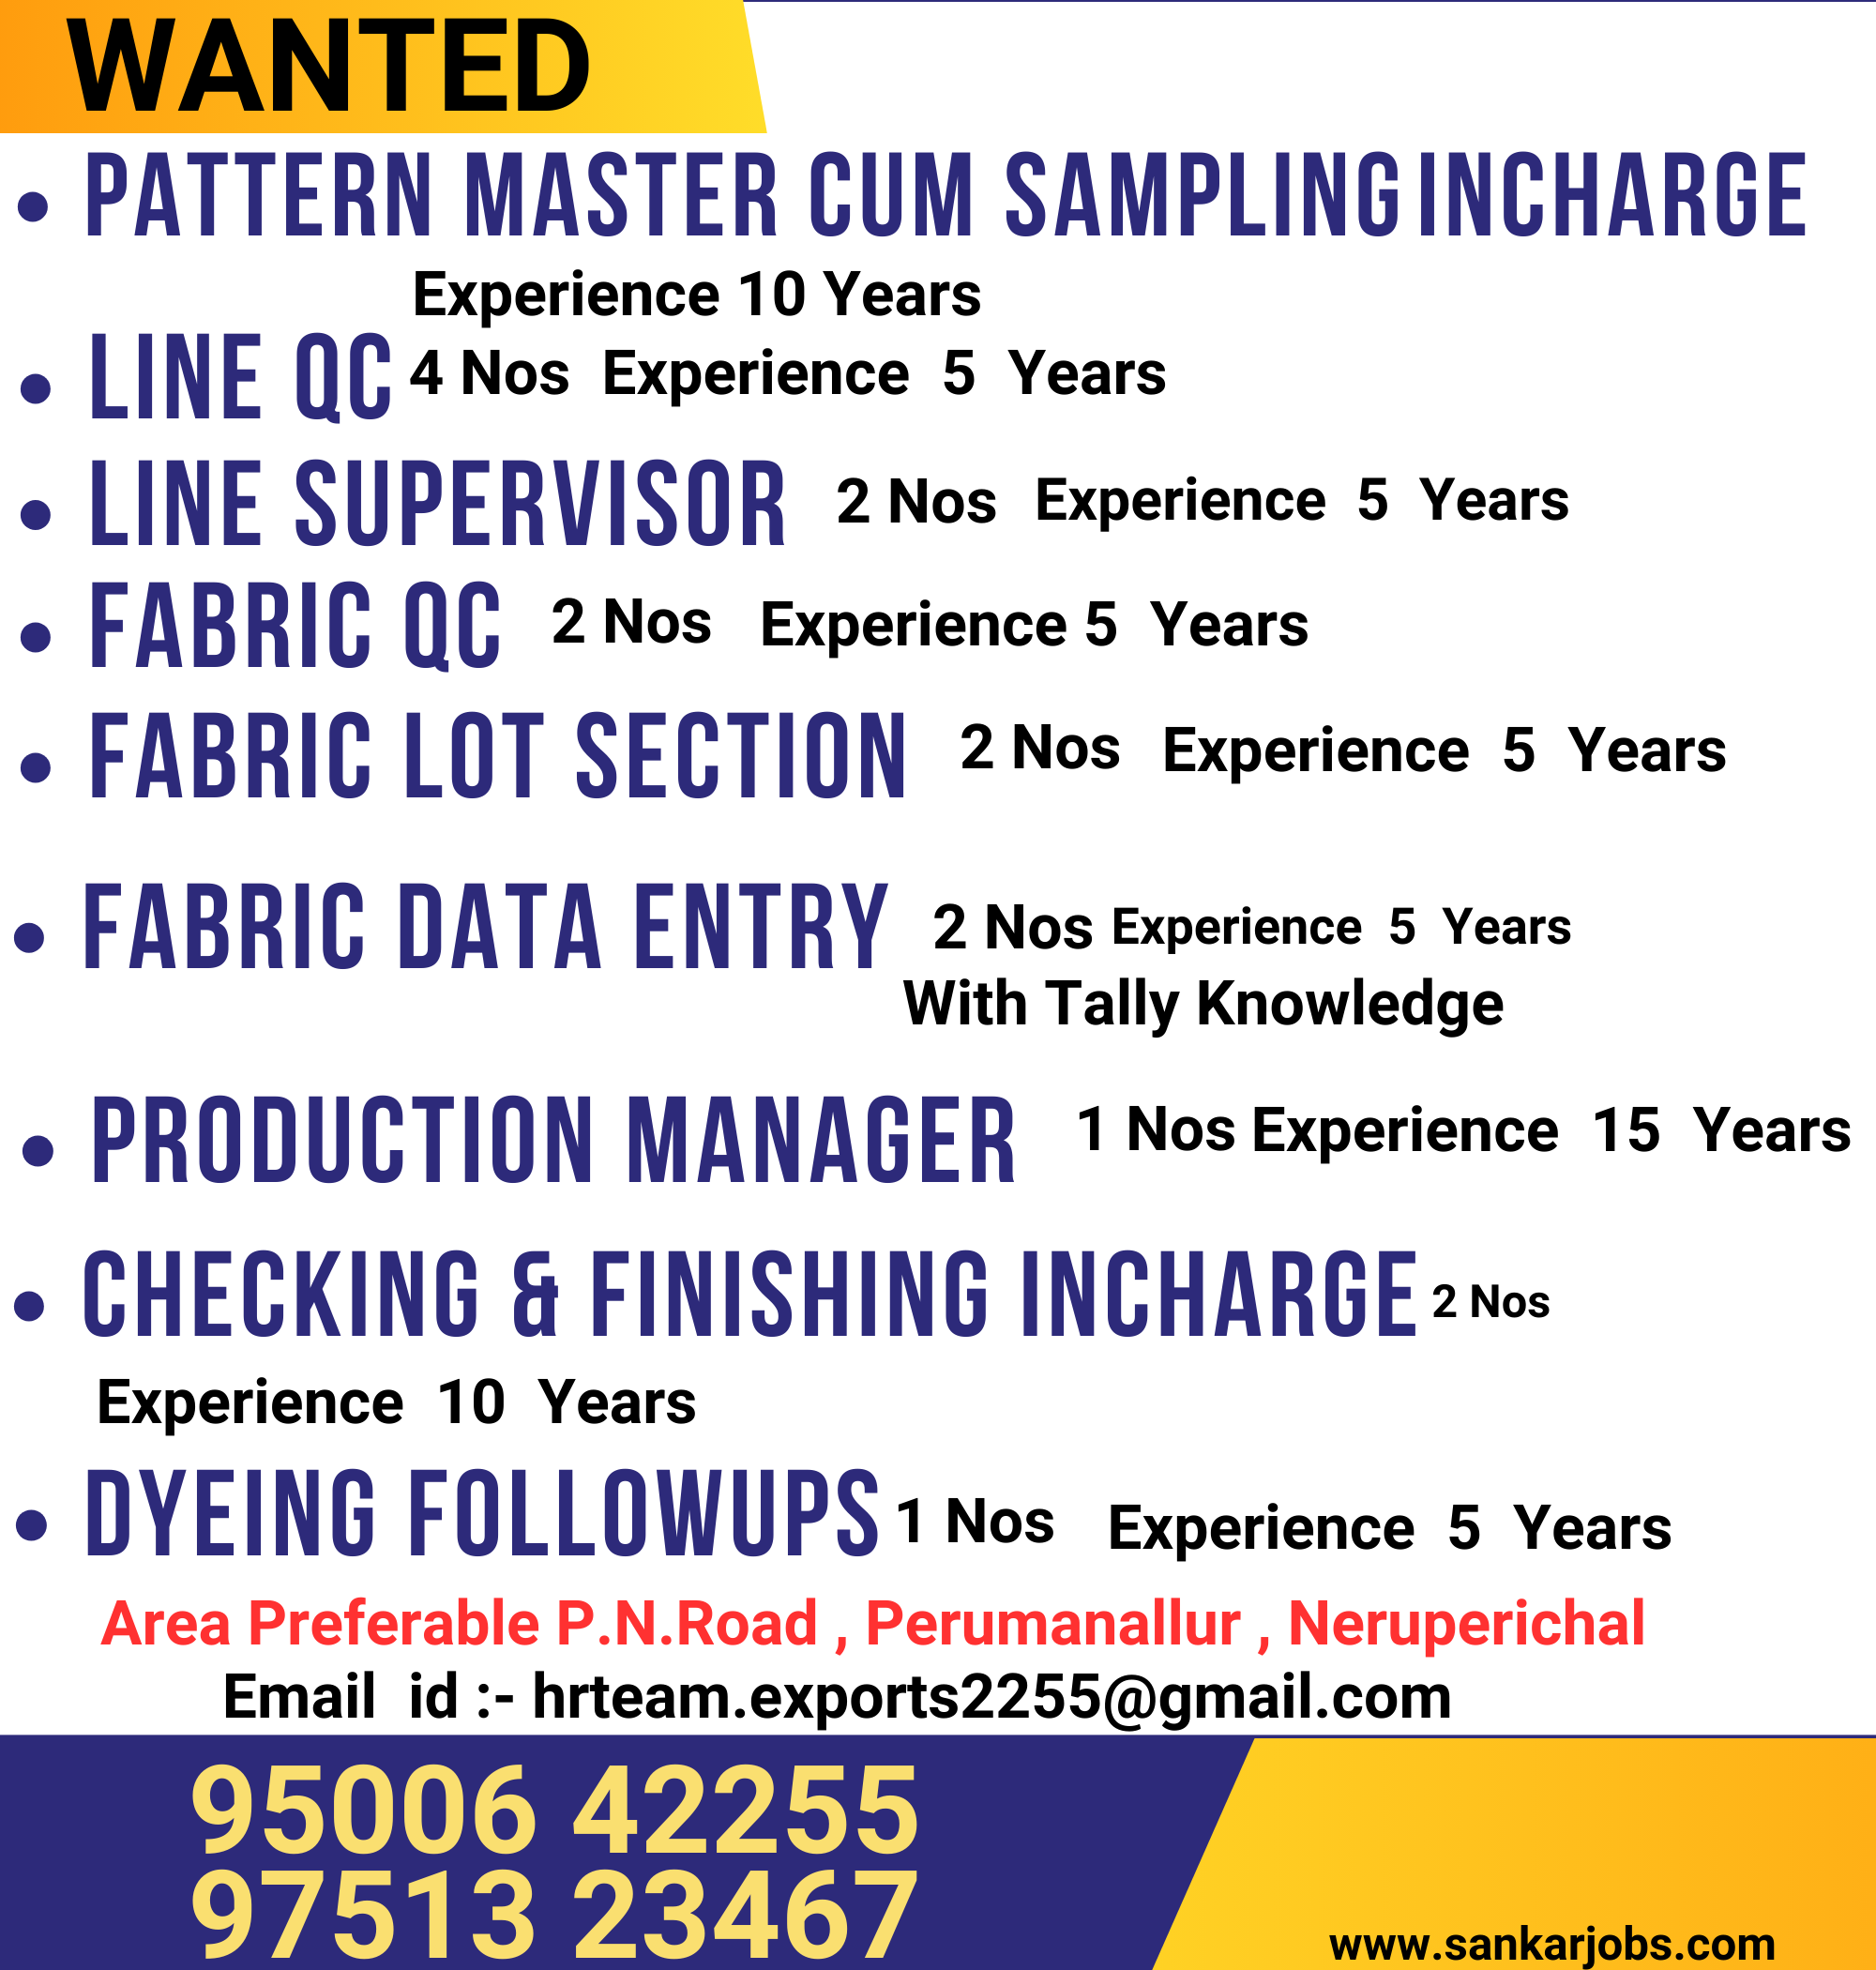 WANTED
• PATTERN MASTER CUM SAMPLING INCHARGE
Experience 10 Years
• LINE QC 4 Nos Experience 5 Years
• LINE SUPERVISOR 2 Nos Experience 5 Years
• FABRIC QC 2 Nos Experience 5 Years
• FABRIC LOT SECTION 2 Nos Experience 5 Years
• FABRIC DATA ENTRY 2 Nos Experience 5 Years
With Tally Knowledge
• PRODUCTION MANAGER 1 Nos Experience 15 Years
• CHECKING & FINISHING INCHARGE 2 Nos
Experience 10 Years
• DYEING FOLLOWUPS 1 Nos Experience 5 Years
Area Preferable P.N.Road , Perumanallur , Neruperichal
Email id :- hrteam.exports2255@gmail.com
95006 42255
97513 23467
www.sankarjobs.com